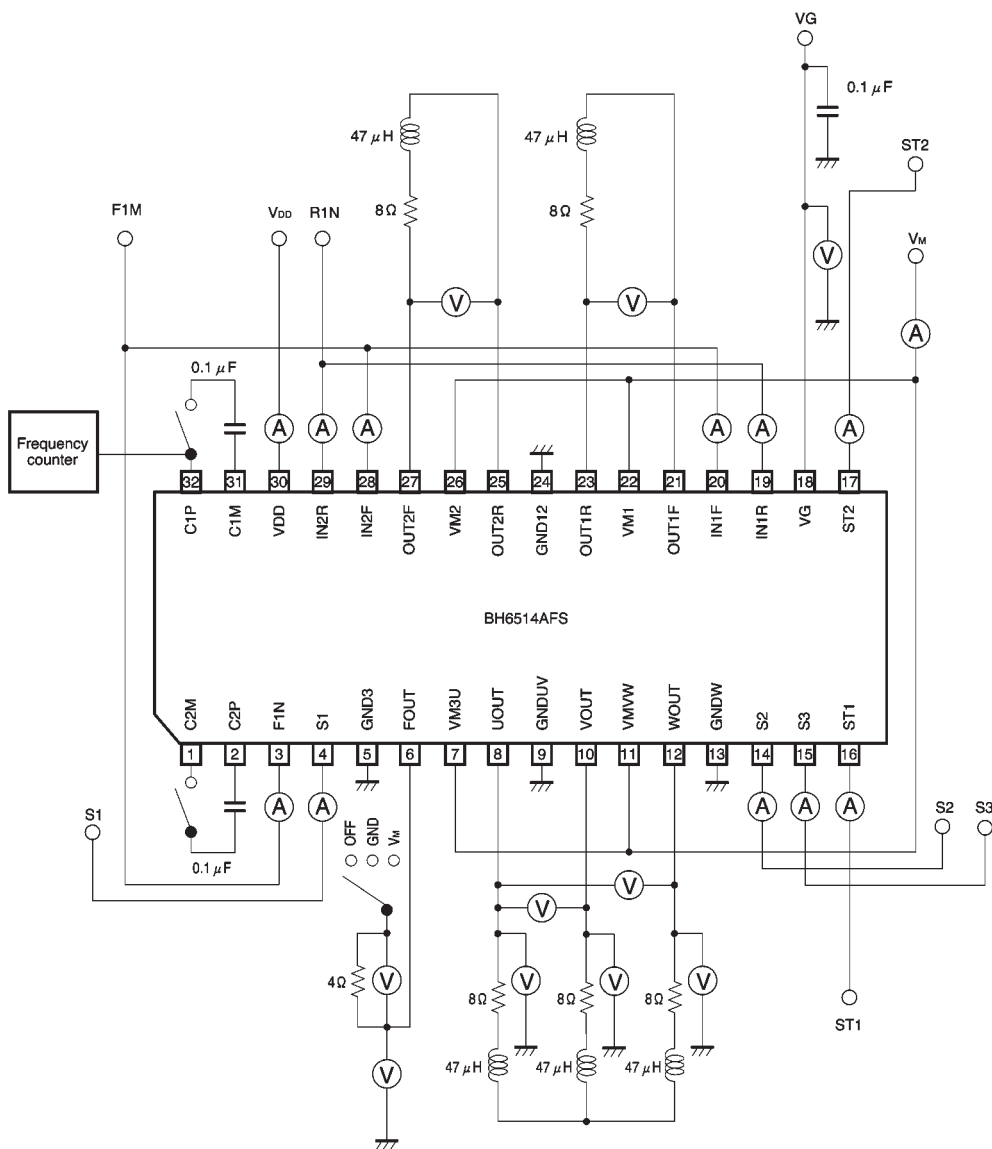 VG
0.1 μF
47 μH
47 μH
ST2
8Ω
8Ω
F1M
VDD
R1N
V
VM
V
V
A
0.1 μF
A
A
A
A
A
A
Frequency
counter
32 31 30 29 28 27 26 25 24 23 22 21 20 19 18 17
C1P C1M VDD IN2R IN2F OUT2F VM2 OUT2R GND12 OUT1R VM1 OUT1F IN1F IN1R VG ST2
BH6514AFS
C2M C2P F1N S1 GND3 FOUT VM3U UOUT GNDUV VOUT VMVW WOUT GNDW S2 S3 ST1
1 2 3 4 5 6 7 8 9 10 11 12 13 14 15 16
A
A
A
A
A
S1
S2
S3
OFF GND VM
0.1 μF
V
V
4Ω
V
8Ω
V
8Ω
V
8Ω
V
ST1
47 μH
47 μH
47 μH
V